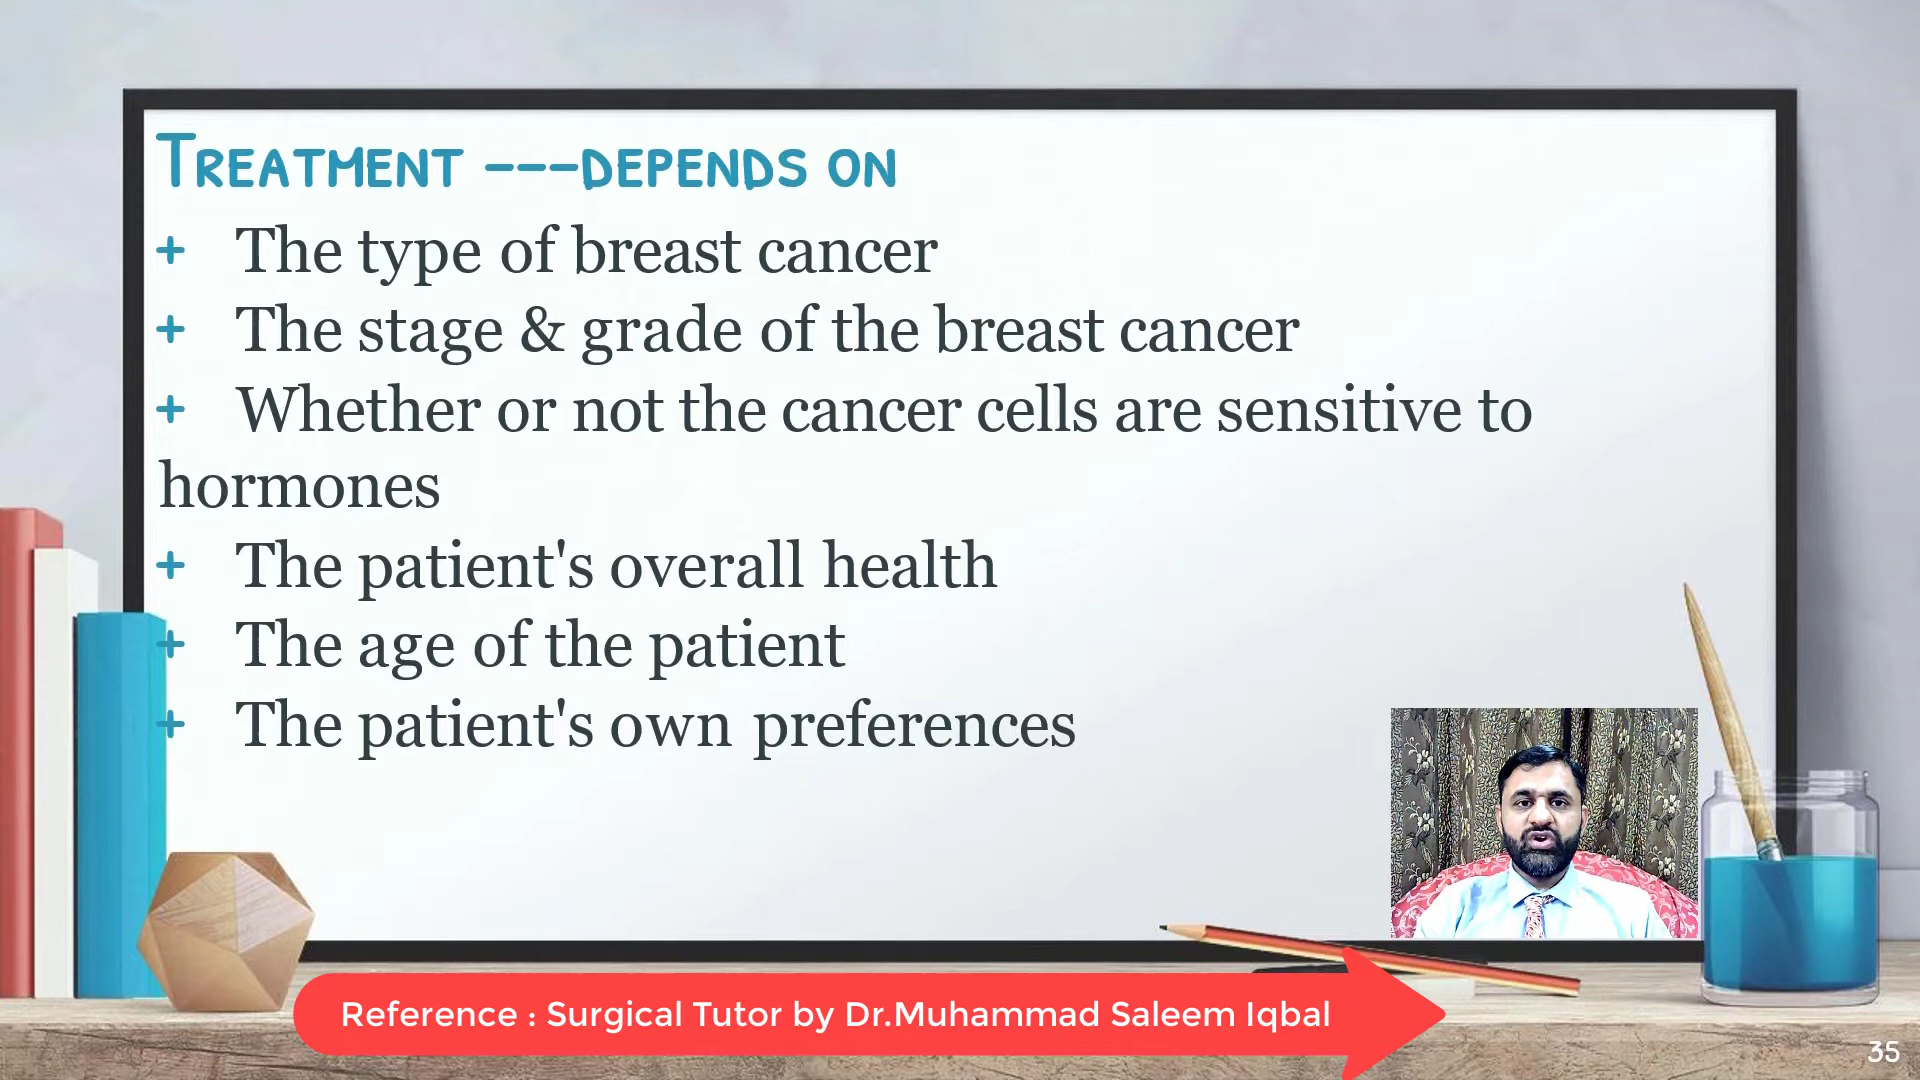 Treatment ---depends on
+ The type of breast cancer
+ The stage & grade of the breast cancer
+ Whether or not the cancer cells are sensitive to
hormones
+ The patient's overall health
+ The age of the patient
+ The patient's own preferences
Reference : Surgical Tutor by Dr.Muhammad Saleem Iqbal
35